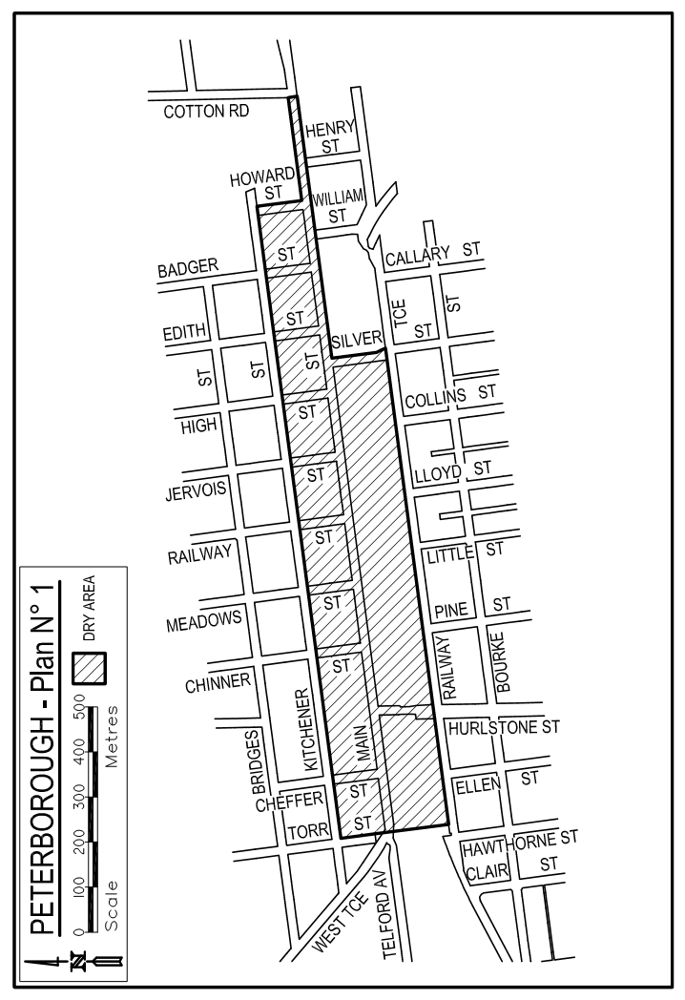 COTTON RD
HENRY
ST
HOWARD
ST
WILLIAM
ST
BADGER
ST
CALLARY ST
EDITH
ST
TCE
ST
ST
SILVER
ST
ST
ST
ST
COLLINS ST
HIGH
ST
LLOYD ST
JERVOIS
ST
RAILWAY
ST
LITTLE ST
MEADOWS
ST
PINE ST
CHINNER
ST
RAILWAY
BOURKE
BRIDGES
KITCHENER
MAIN
HURLSTONE ST
CHEFFER
ST
ELLEN ST
TORR
ST
HAWTHORNE ST
CLAIR ST
WEST TCE
TELFORD AV
PETERBOROUGH - Plan N° 1
DRY AREA
0 100 200 300 400 500
Scale Metres
N